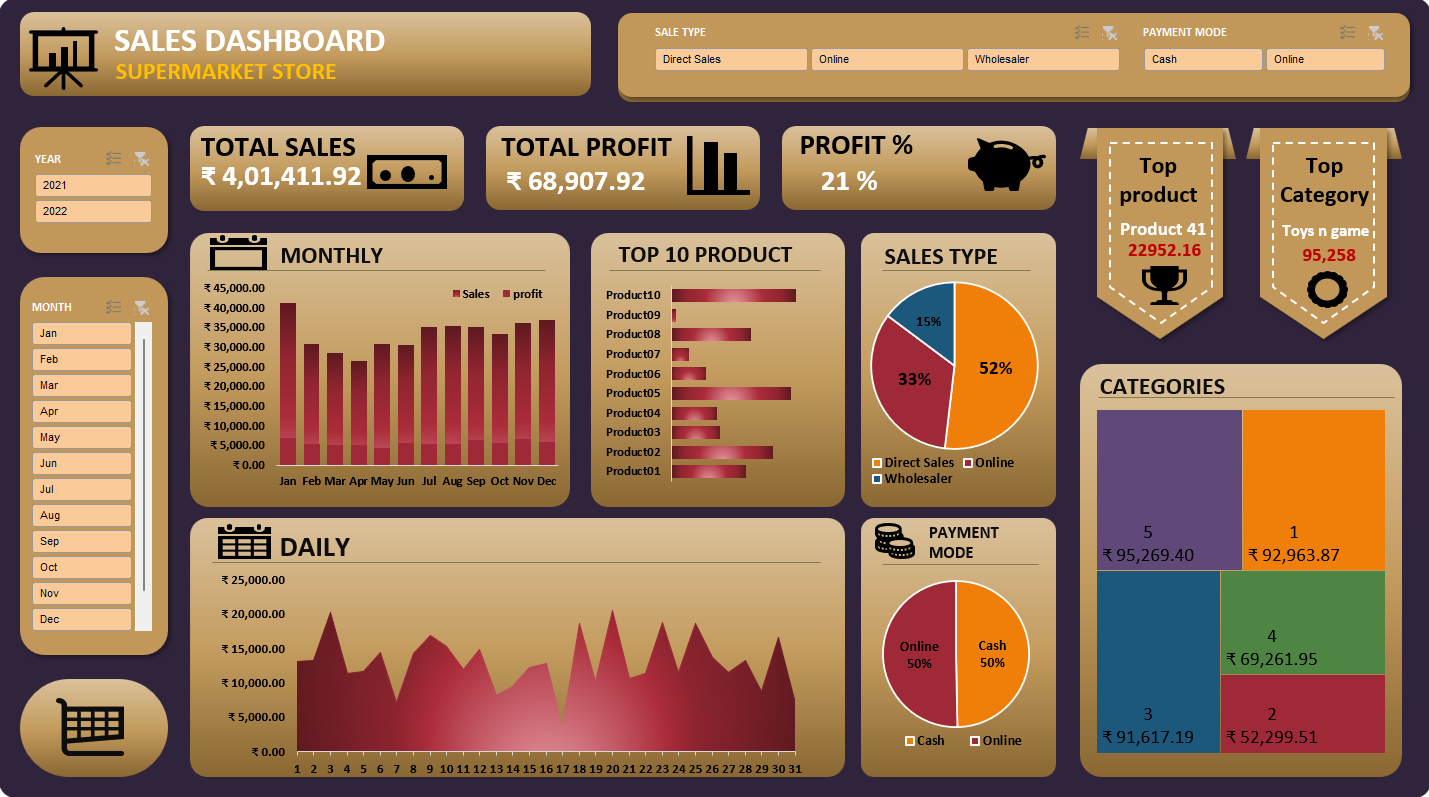 SALES DASHBOARD
SUPERMARKET STORE
SALE TYPE
Direct Sales
Online
Wholesaler
PAYMENT MODE
Cash
Online
YEAR
2021
2022
MONTH
Jan
Feb
Mar
Apr
May
Jun
Jul
Aug
Sep
Oct
Nov
Dec
TOTAL SALES
₹ 4,01,411.92
TOTAL PROFIT
₹ 68,907.92
PROFIT %
21 %
Top
product
Product 41
22952.16
Top
Category
Toys n game
95,258
MONTHLY
Sales profit
₹ 45,000.00
₹ 40,000.00
₹ 35,000.00
₹ 30,000.00
₹ 25,000.00
₹ 20,000.00
₹ 15,000.00
₹ 10,000.00
₹ 5,000.00
₹ 0.00
Jan Feb Mar Apr May Jun Jul Aug Sep Oct Nov Dec
TOP 10 PRODUCT
Product10
Product09
Product08
Product07
Product06
Product05
Product04
Product03
Product02
Product01
SALES TYPE
15%
33%
52%
Direct Sales Online
Wholesaler
DAILY
₹ 25,000.00
₹ 20,000.00
₹ 15,000.00
₹ 10,000.00
₹ 5,000.00
₹ 0.00
1 2 3 4 5 6 7 8 9 10 11 12 13 14 15 16 17 18 19 20 21 22 23 24 25 26 27 28 29 30 31
PAYMENT
MODE
Online
50%
Cash
50%
Cash Online
CATEGORIES
5
₹ 95,269.40
1
₹ 92,963.87
3
₹ 91,617.19
4
₹ 69,261.95
2
₹ 52,299.51